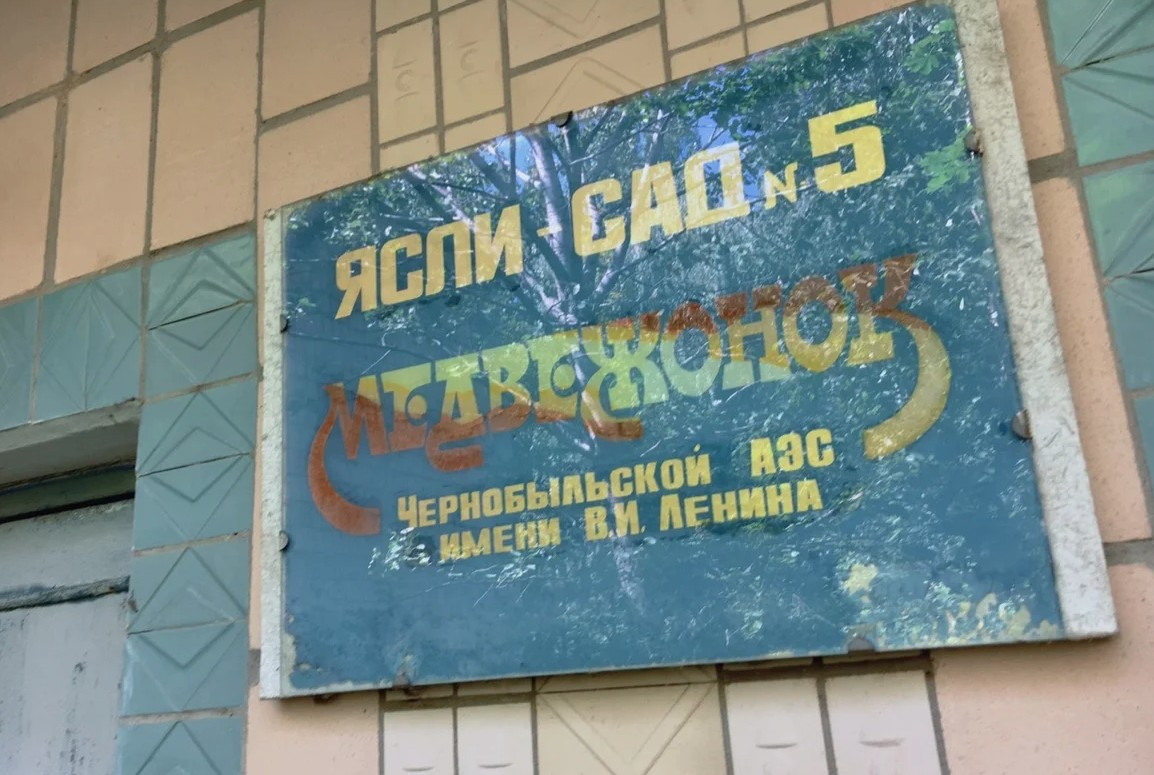 ЯСЛИ-САД № 5
МЕДВЕЖОНОК
ЧЕРНОБЫЛЬСКОЙ АЭС
ИМЕНИ В.И. ЛЕНИНА